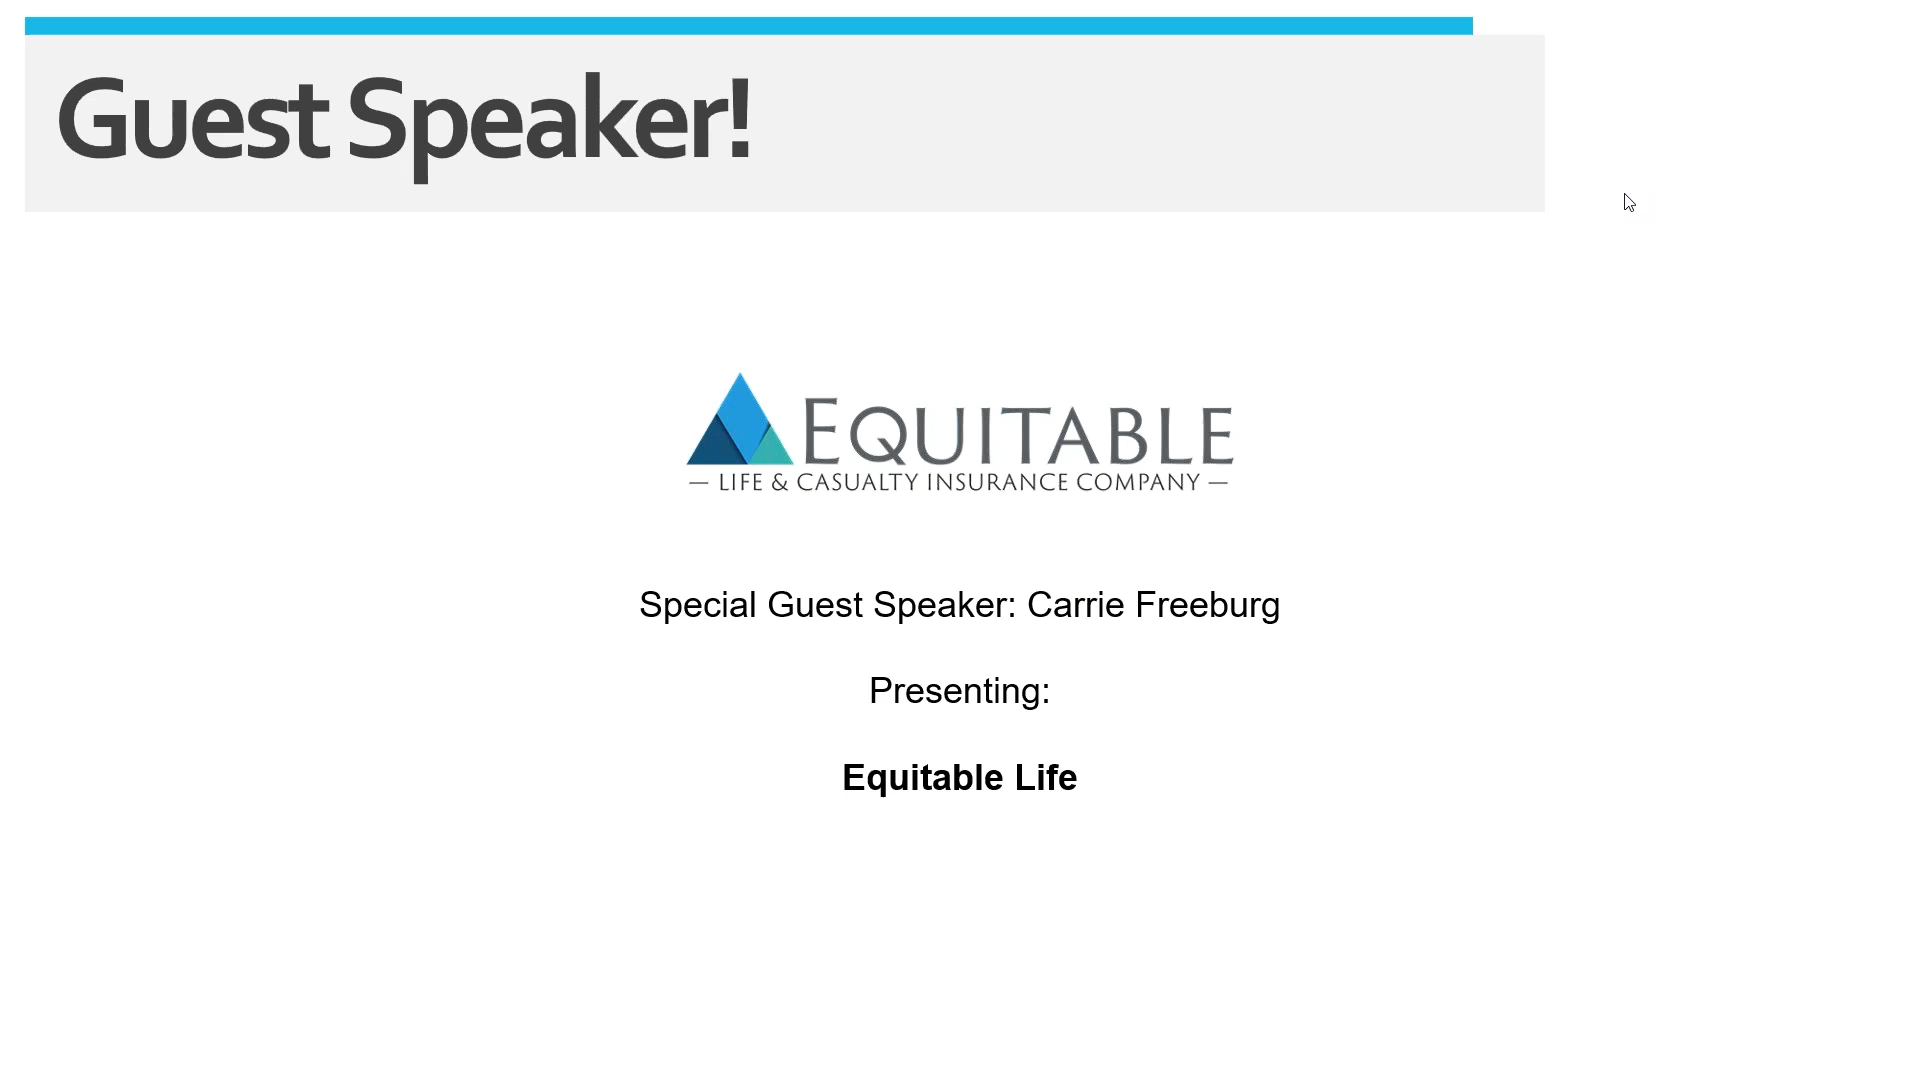 Guest Speaker!
EQUITABLE
— LIFE & CASUALTY INSURANCE COMPANY —
Special Guest Speaker: Carrie Freeburg
Presenting:
Equitable Life